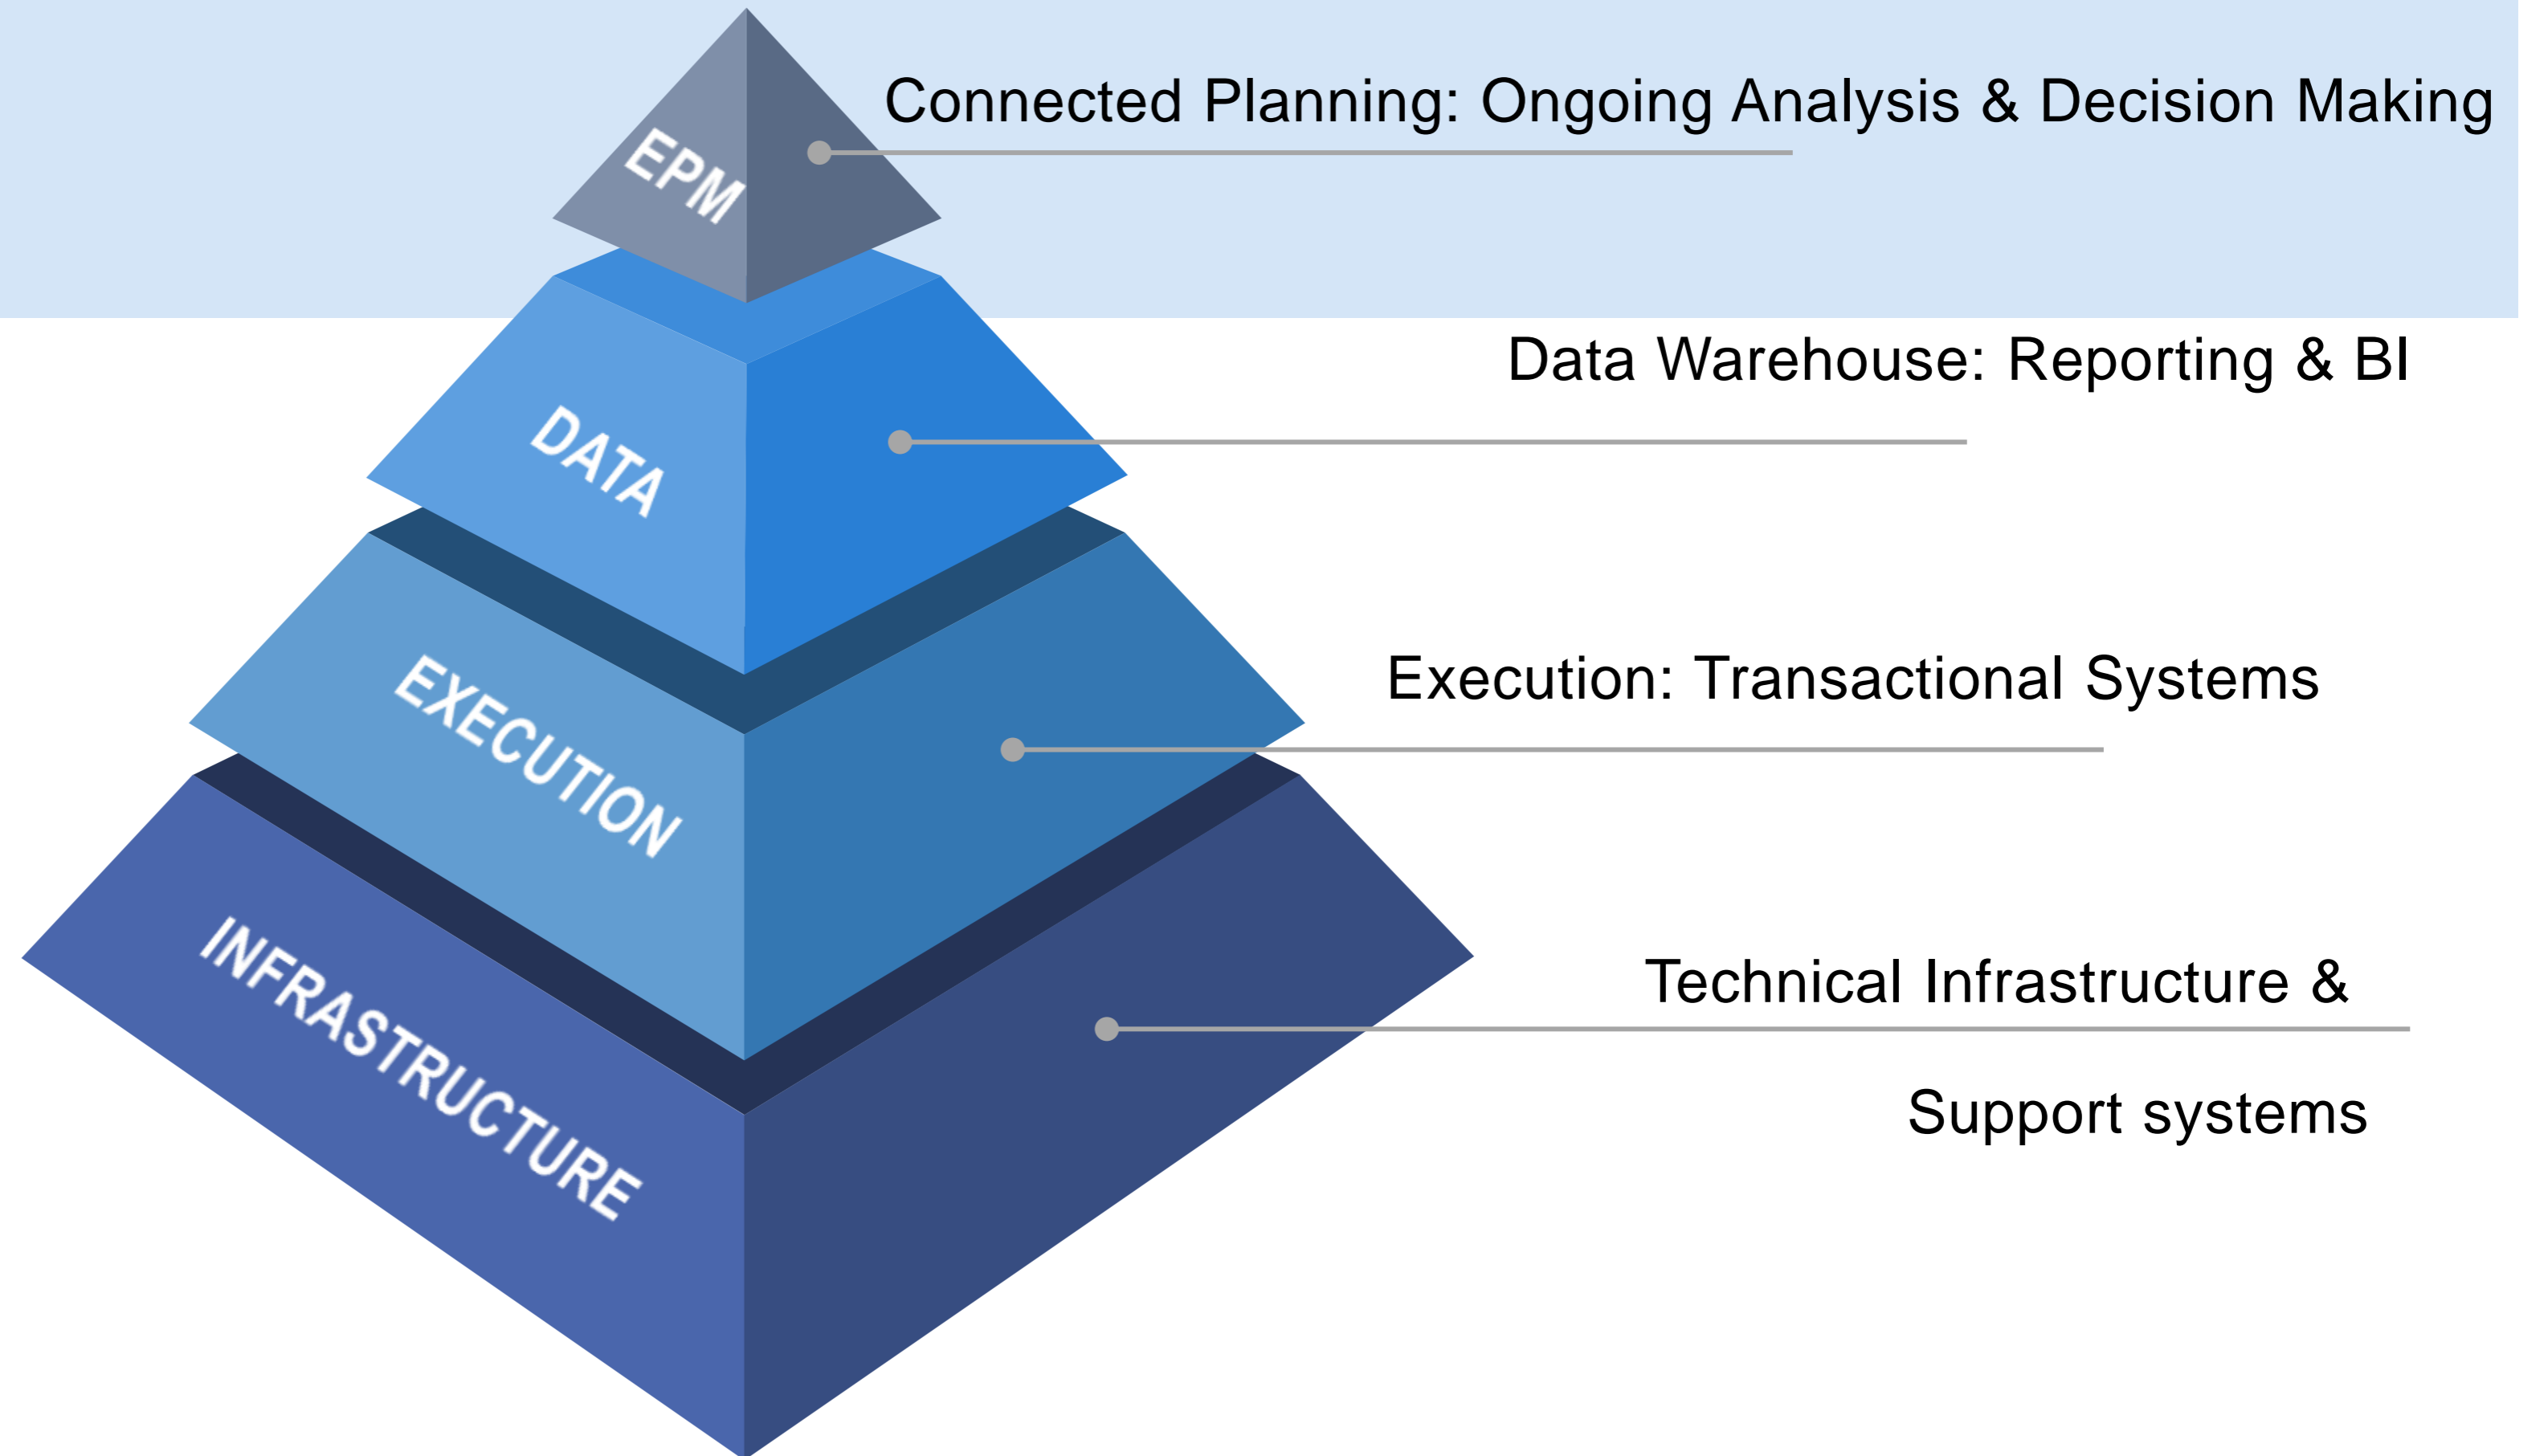 Connected Planning: Ongoing Analysis & Decision Making
EPM
Data Warehouse: Reporting & BI
DATA
Execution: Transactional Systems
EXECUTION
Technical Infrastructure &
Support systems
INFRASTRUCTURE